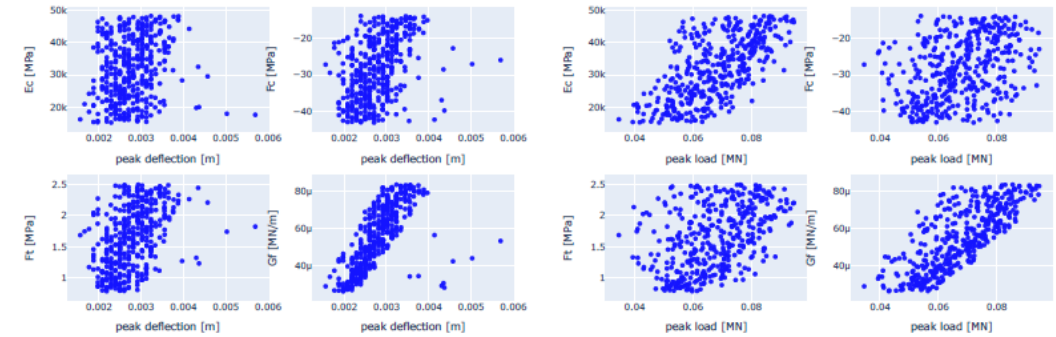 50k
40k
30k
20k
Ec [MPa]
0.002 0.003 0.004 0.005 0.006
peak deflection [m]
−20
−30
−40
Fc [MPa]
0.002 0.003 0.004 0.005 0.006
peak deflection [m]
50k
40k
30k
20k
Ec [MPa]
0.04 0.06 0.08
peak load [MN]
−20
−30
−40
Fc [MPa]
0.04 0.06 0.08
peak load [MN]
2.5
2
1.5
1
Ft [MPa]
0.002 0.003 0.004 0.005 0.006
peak deflection [m]
80μ
60μ
40μ
Gf [MN/m]
0.002 0.003 0.004 0.005 0.006
peak deflection [m]
2.5
2
1.5
1
Ft [MPa]
0.04 0.06 0.08
peak load [MN]
80μ
60μ
40μ
Gf [MN/m]
0.04 0.06 0.08
peak load [MN]